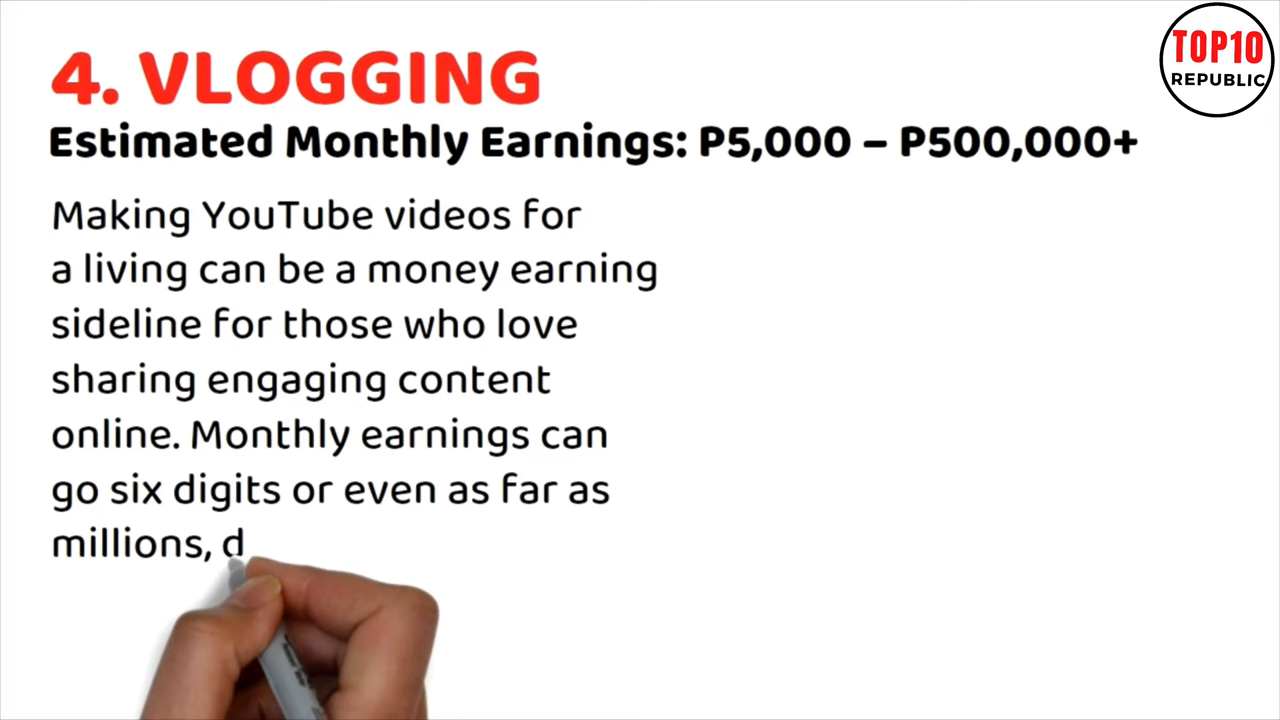 TOP10
REPUBLIC
4. VLOGGING
Estimated Monthly Earnings: P5,000 – P500,000+
Making YouTube videos for
a living can be a money earning
sideline for those who love
sharing engaging content
online. Monthly earnings can
go six digits or even as far as
millions, d